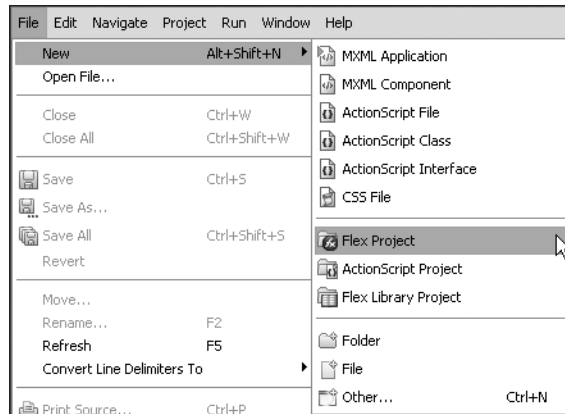 File Edit Navigate Project Run Window Help
New Alt+Shift+N
Open File...
Close Ctrl+W
Close All Ctrl+Shift+W
Save Ctrl+S
Save As...
Save All Ctrl+Shift+S
Revert
Move...
Rename... F2
Refresh F5
Convert Line Delimiters To
Print Source... Ctrl+P
MXML Application
MXML Component
ActionScript File
ActionScript Class
ActionScript Interface
CSS File
Flex Project
ActionScript Project
Flex Library Project
Folder
File
Other... Ctrl+N